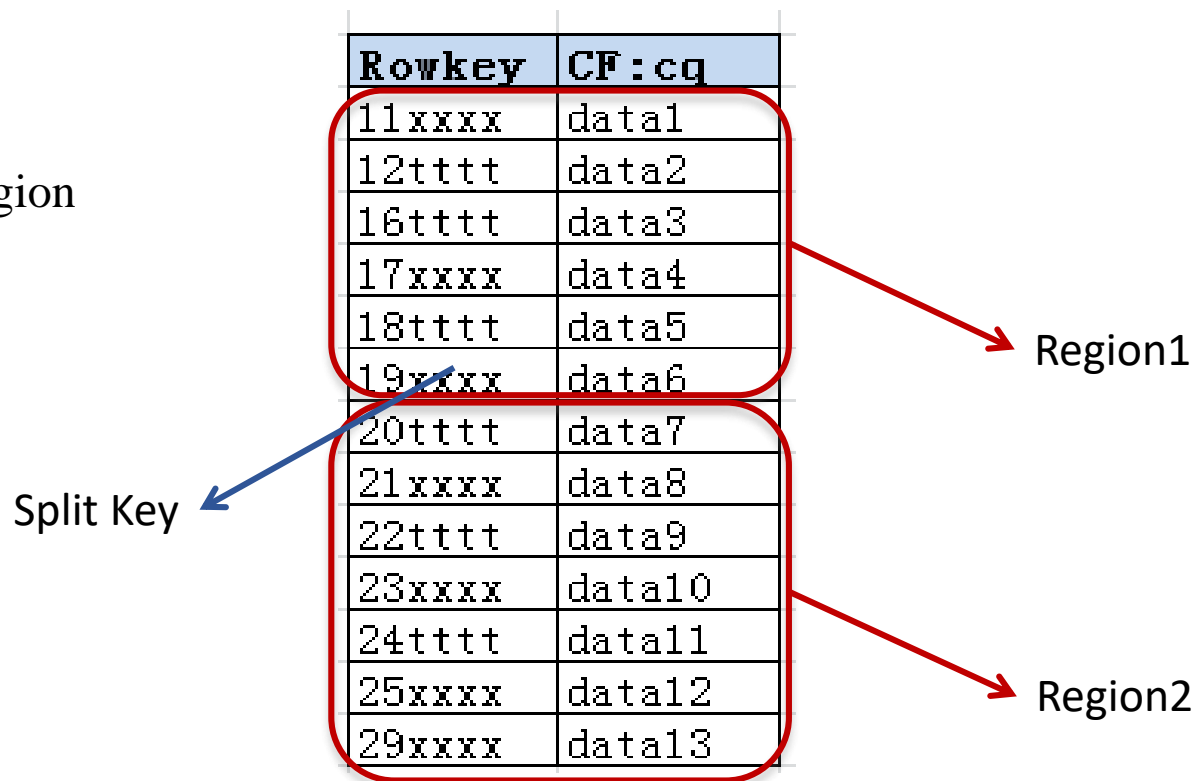 Rowkey CF:cq
11xxxx data1
12tttt data2
gion
16tttt data3
17xxxx data4
18tttt data5
Region1
19xxxx data6
20tttt data7
21xxxx data8
Split Key
22tttt data9
23xxxx data10
24tttt data11
25xxxx data12
Region2
29xxxx data13